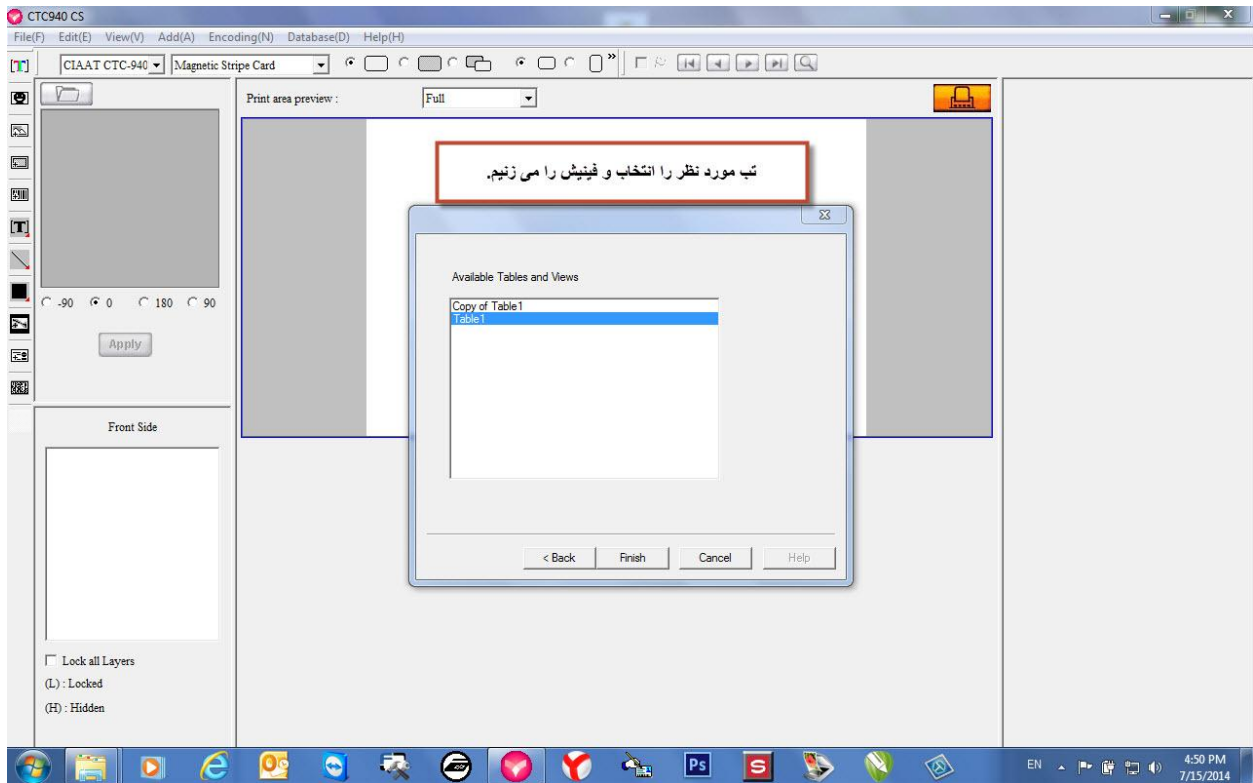 CTC940 CS
File(F) Edit(E) View(V) Add(A) Encoding(N) Database(D) Help(H)
CIAAT CTC-940 Magnetic Stripe Card
Print area preview : Full
تب مورد نظر را انتخاب و فینیش را می زنیم.
Available Tables and Views
Copy of Table1
Table1
-90 0 180 90
Apply
< Back Finish Cancel Help
Front Side
Lock all Layers
(L) : Locked
(H) : Hidden
Ps S
EN 4:50 PM
7/15/2014